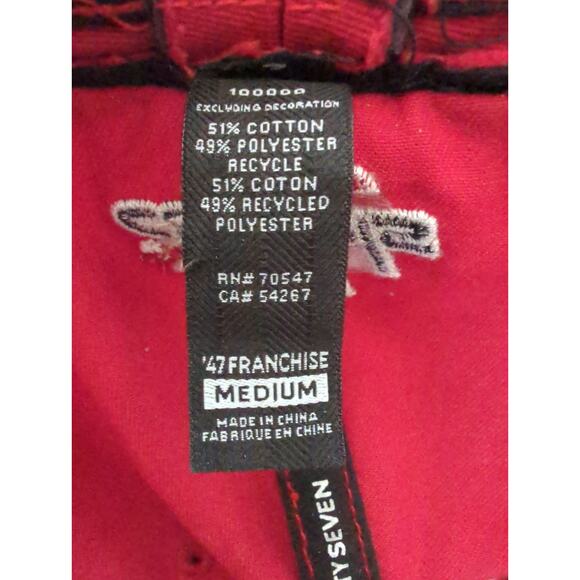 100000
EXCLUDING DECORATION
51% COTTON
49% POLYESTER
RECYCLE
51% COTON
49% RECYCLED
POLYESTER
RN# 70547
CA# 54267
'47 FRANCHISE
MEDIUM
MADE IN CHINA
FABRIQUE EN CHINE
TY SEVEN